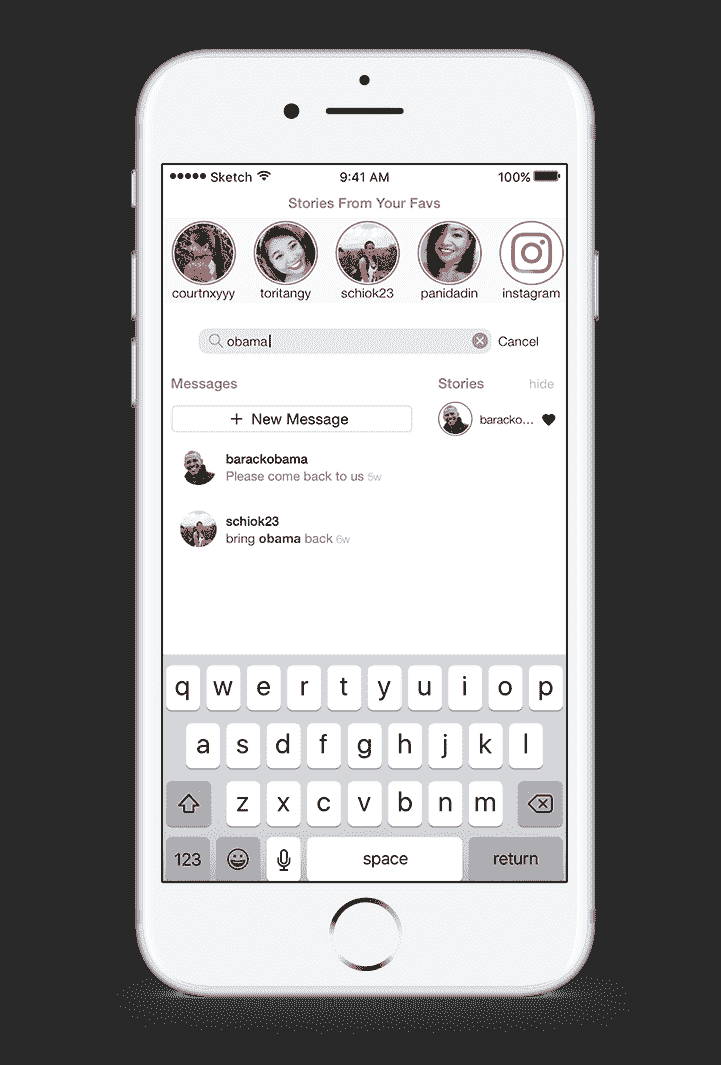 Sketch 9:41 AM 100%
Stories From Your Favs
courtnxyyy toritangy schiok23 panidadin instagram
obama Cancel
Messages Stories hide
+ New Message baracko...
barackobama
Please come back to us 5w
schiok23
bring obama back 6w
q w e r t y u i o p
a s d f g h j k l
z x c v b n m
123 space return